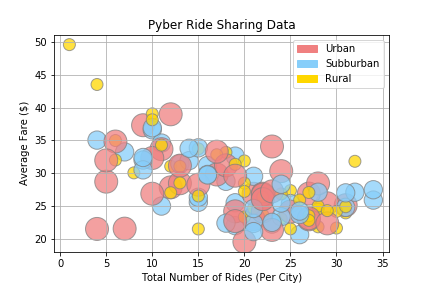 Pyber Ride Sharing Data
Urban
Subburban
Rural
Average Fare ($)
50
45
40
35
30
25
20
0 5 10 15 20 25 30 35
Total Number of Rides (Per City)